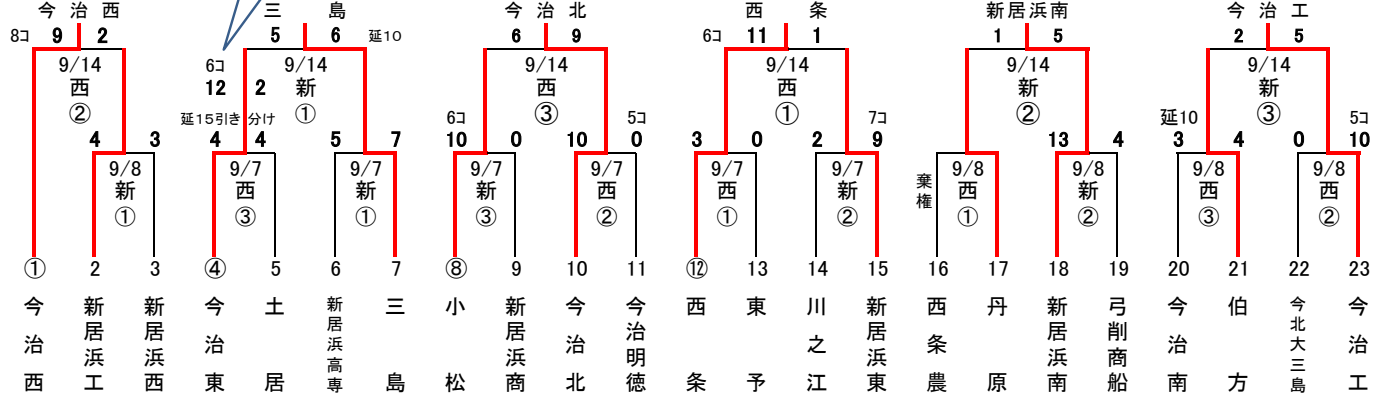 今治西 三島 今治北 西条 新居浜南 今治工
8コ 9 2 5 6 延10 6 9 6コ 11 1 1 5 2 5
9/14 9/14 9/14 9/14 9/14 9/14
西 新 西 西 新 新
② ① ③ ① ② ③
6コ
12 2
延15引き分け 6コ 5コ 7コ 延10 5コ
4 3 4 4 5 7 10 0 10 0 3 0 2 9 13 4 3 4 0 10
9/8 9/7 9/7 9/7 9/7 9/7 9/7 9/8 9/8 9/8 9/8
新 西 新 新 西 西 新 棄権 西 新 西 西
① ③ ① ③ ② ① ② ① ② ③ ②
① 2 3 ④ 5 6 7 ⑧ 9 10 11 ⑫ 13 14 15 16 17 18 19 20 21 22 23
今治西
新居浜工
新居浜西
今治東
土居
新居浜高専
三島
小松
新居浜商
今治北
今治明徳
西条
東予
川之江
新居浜東
西条農
丹原
新居浜南
弓削商船
今治南
伯方
今北大三島
今治工